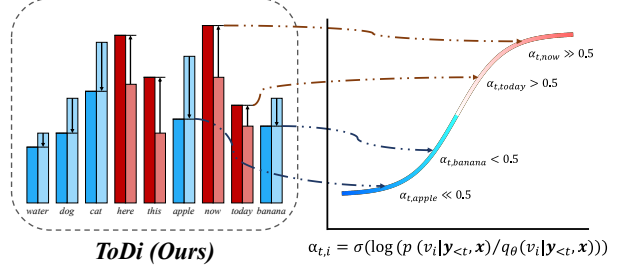 water dog cat here this apple now today banana
ToDi (Ours)
α_{t,now} ≫ 0.5
α_{t,today} > 0.5
α_{t,banana} < 0.5
α_{t,apple} ≪ 0.5
α_{t,i} = σ(log(p (v_i|y_{<t}, x)/q_θ(v_i|y_{<t}, x)))